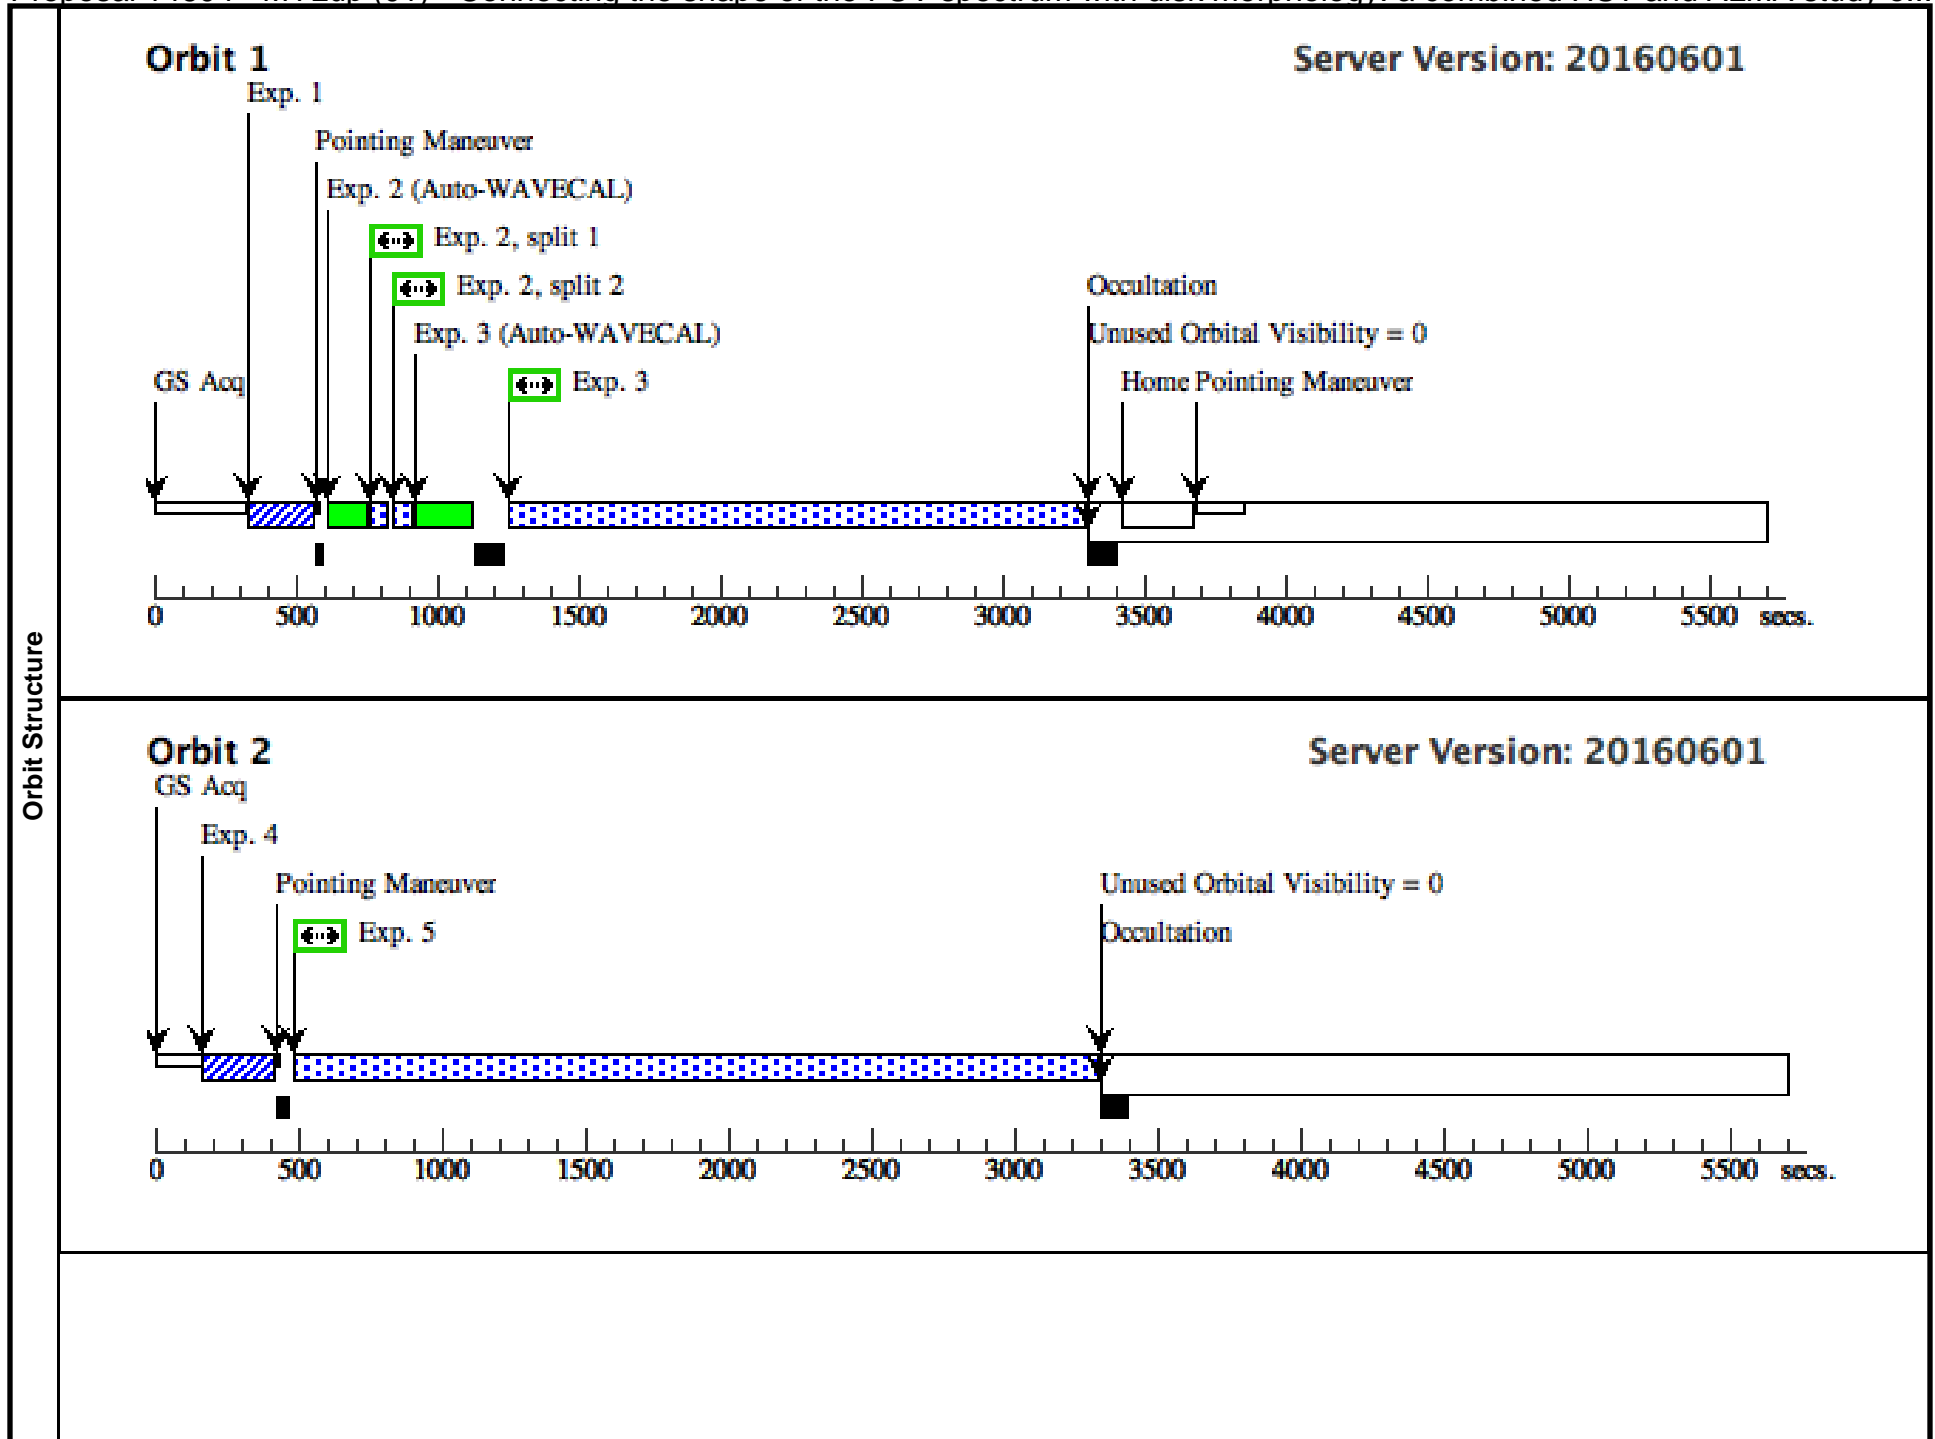 Orbit 1
Server Version: 20160601
Exp. 1
Pointing Maneuver
Exp. 2 (Auto-WAVECAL)
Exp. 2, split 1
Exp. 2, split 2
Occultation
Exp. 3 (Auto-WAVECAL)
Unused Orbital Visibility = 0
GS Acq
Exp. 3
Home Pointing Maneuver
0 500 1000 1500 2000 2500 3000 3500 4000 4500 5000 5500 secs.
Orbit Structure
Orbit 2
Server Version: 20160601
GS Acq
Exp. 4
Pointing Maneuver
Unused Orbital Visibility = 0
Exp. 5
Occultation
0 500 1000 1500 2000 2500 3000 3500 4000 4500 5000 5500 secs.